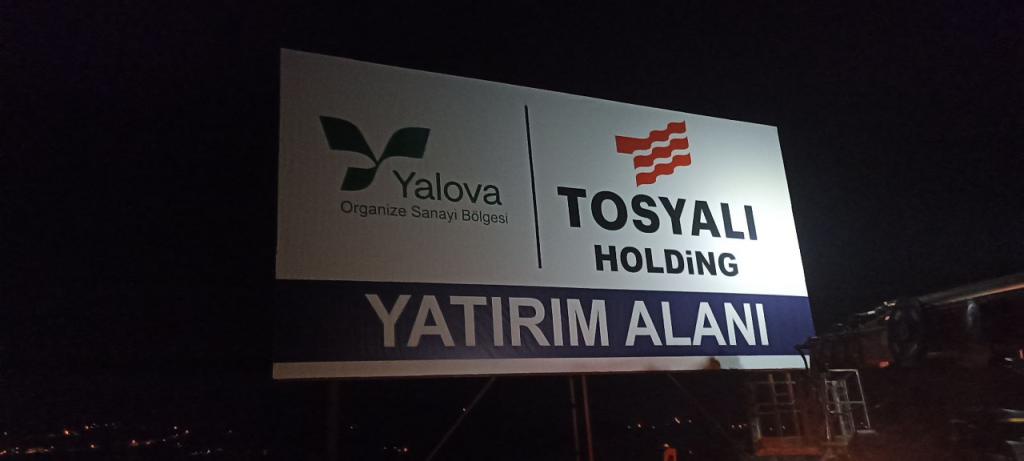 Yalova
Organize Sanayi Bölgesi
TOSYALI
HOLDiNG
YATIRIM ALANI